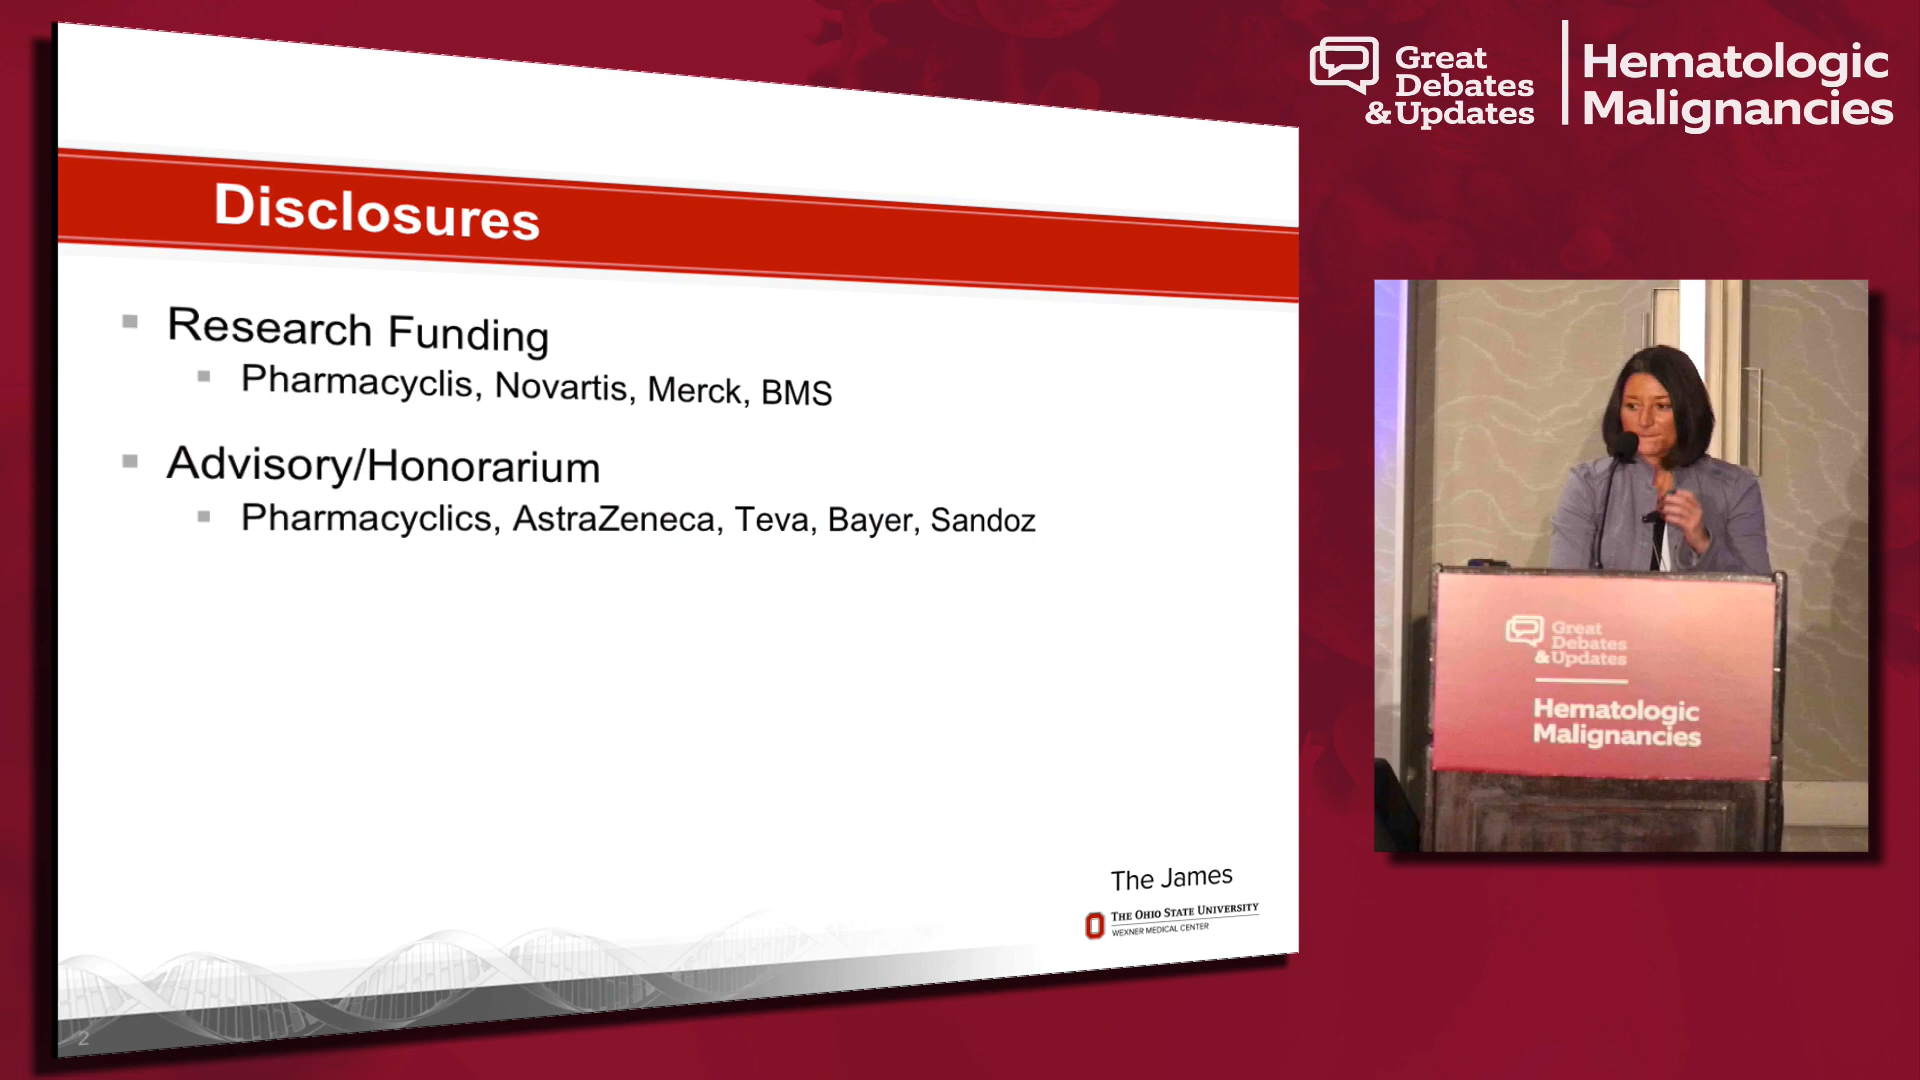 Disclosures
Research Funding
Pharmacyclis, Novartis, Merck, BMS
Advisory/Honorarium
Pharmacyclics, AstraZeneca, Teva, Bayer, Sandoz
The James
THE OHIO STATE UNIVERSITY
WEXNER MEDICAL CENTER
2
Great
Debates
&Updates
Hematologic
Malignancies
Great
Debates
&Updates
Hematologic
Malignancies